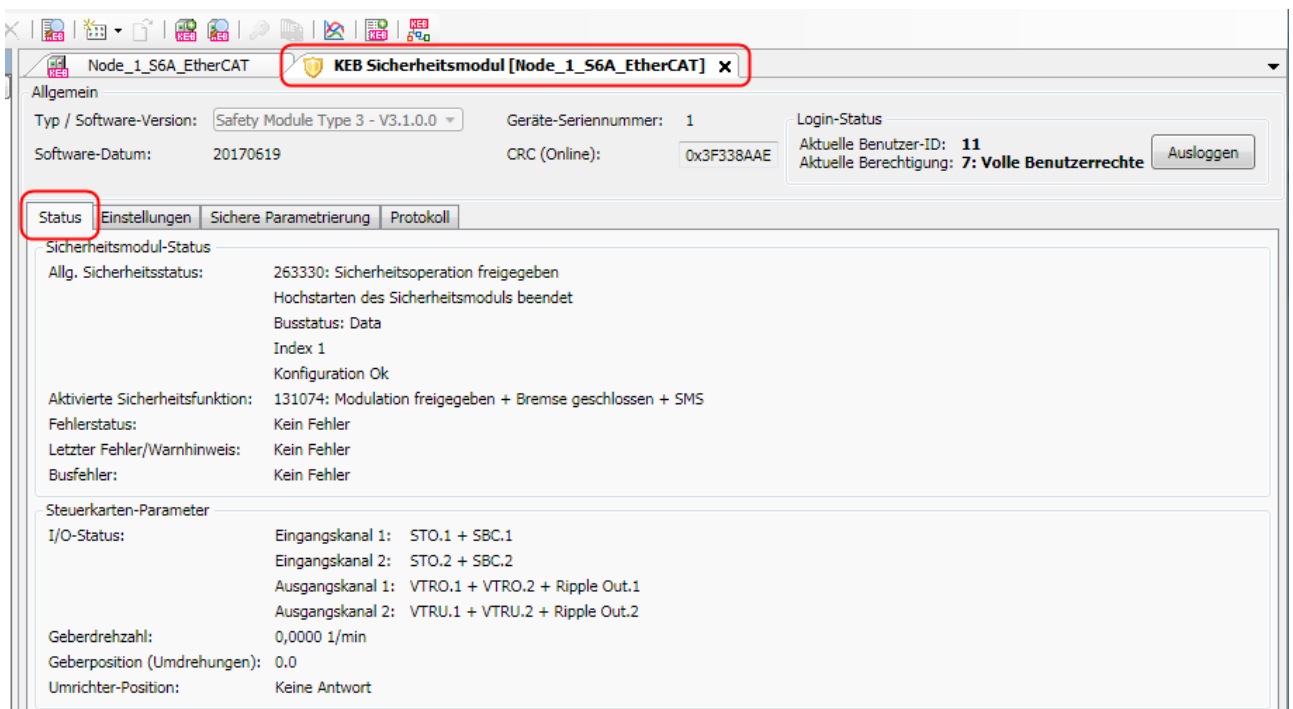 Node_1_S6A_EtherCAT
KEB Sicherheitsmodul [Node_1_S6A_EtherCAT]
Allgemein
Typ / Software-Version: Safety Module Type 3 - V3.1.0.0
Geräte-Seriennummer: 1
Software-Datum: 20170619
CRC (Online): 0x3F338AAE
Login-Status
Aktuelle Benutzer-ID: 11
Aktuelle Berechtigung: 7: Volle Benutzerrechte
Ausloggen
Status Einstellungen Sichere Parametrierung Protokoll
Sicherheitsmodul-Status
Allg. Sicherheitsstatus: 263330: Sicherheitsoperation freigegeben
Hochstarten des Sicherheitsmoduls beendet
Busstatus: Data
Index 1
Konfiguration Ok
Aktivierte Sicherheitsfunktion: 131074: Modulation freigegeben + Bremse geschlossen + SMS
Fehlerstatus: Kein Fehler
Letzter Fehler/Warnhinweis: Kein Fehler
Busfehler: Kein Fehler
Steuerkarten-Parameter
I/O-Status: Eingangskanal 1: STO.1 + SBC.1
Eingangskanal 2: STO.2 + SBC.2
Ausgangskanal 1: VTRO.1 + VTRO.2 + Ripple Out.1
Ausgangskanal 2: VTRU.1 + VTRU.2 + Ripple Out.2
Geberdrehzahl: 0,0000 1/min
Geberposition (Umdrehungen): 0.0
Umrichter-Position: Keine Antwort